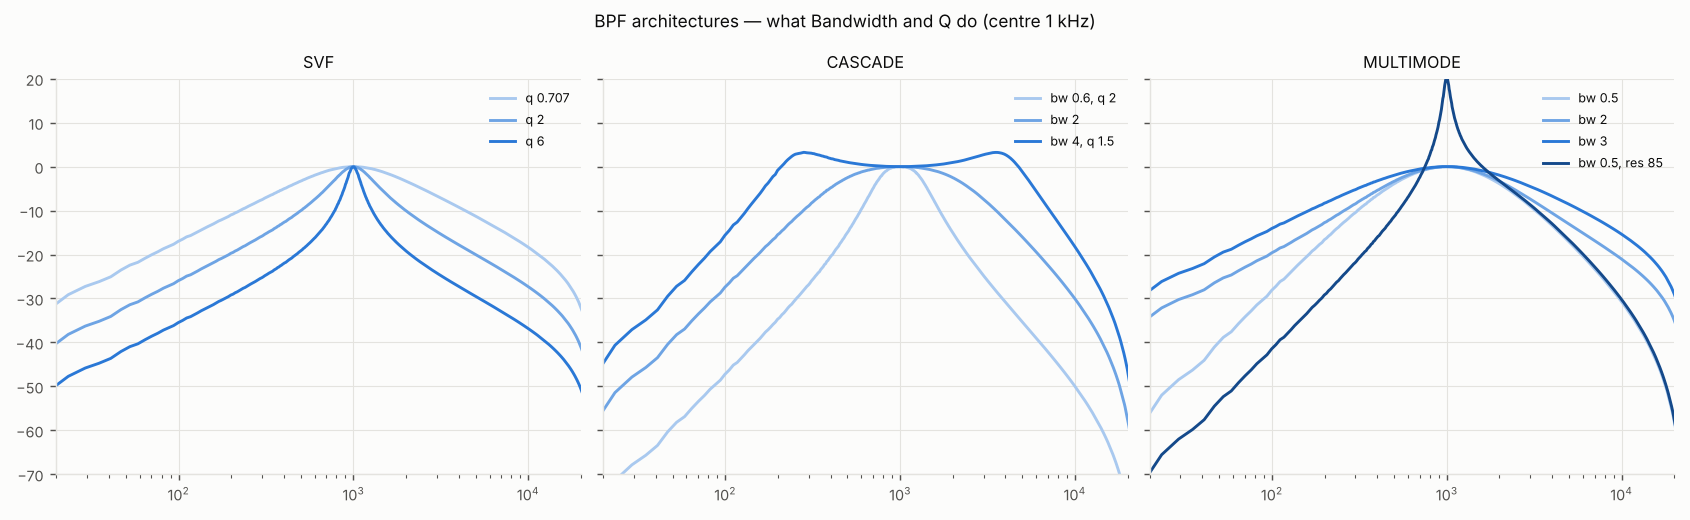 BPF architectures — what Bandwidth and Q do (centre 1 kHz)
SVF
q 0.707
q 2
q 6
20
10
0
−10
−20
−30
−40
−50
−60
−70
10²
10³
10⁴
CASCADE
bw 0.6, q 2
bw 2
bw 4, q 1.5
10²
10³
10⁴
MULTIMODE
bw 0.5
bw 2
bw 3
bw 0.5, res 85
10²
10³
10⁴